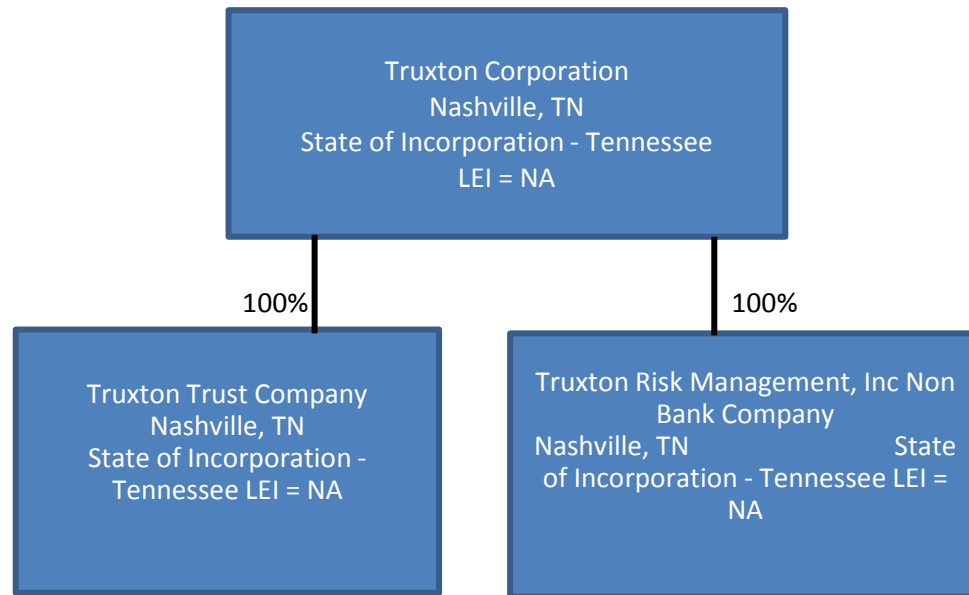 Truxton Corporation
Nashville, TN
State of Incorporation - Tennessee
LEI = NA
100%
100%
Truxton Trust Company
Nashville, TN
State of Incorporation -
Tennessee LEI = NA
Truxton Risk Management, Inc Non
Bank Company
Nashville, TN State
of Incorporation - Tennessee LEI =
NA